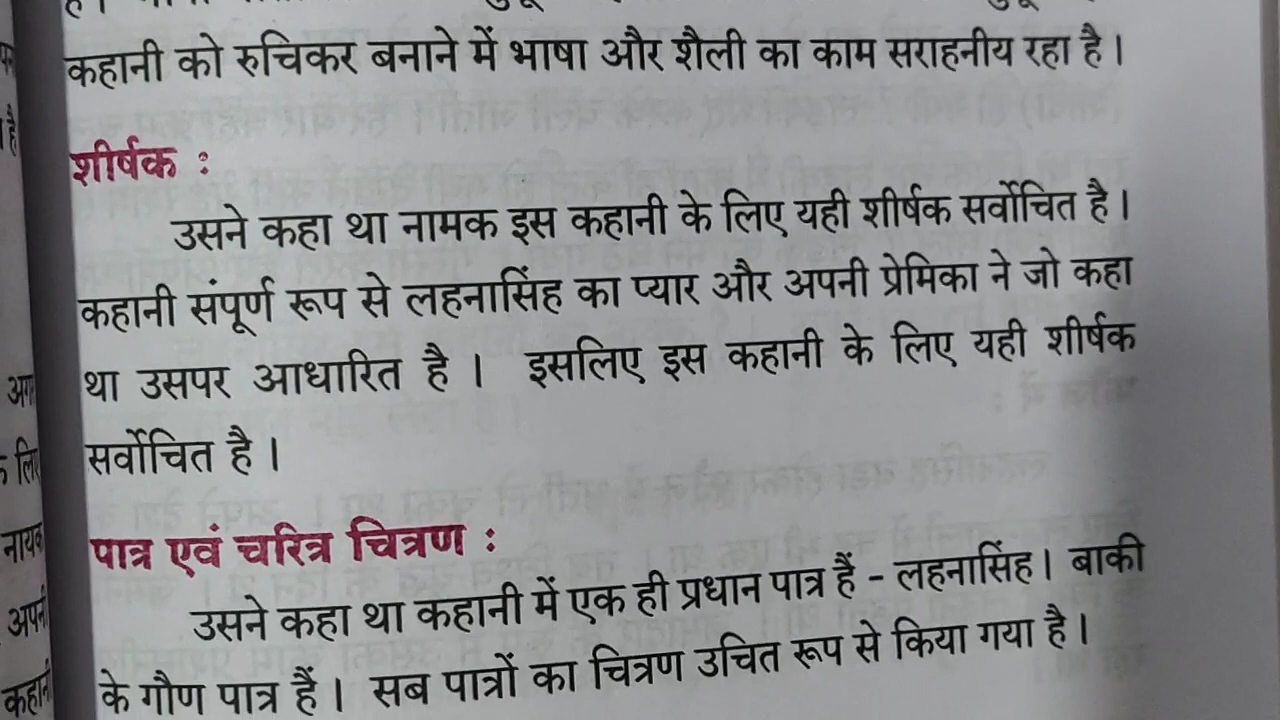 कहानी को रुचिकर बनाने में भाषा और शैली का काम सराहनीय रहा है।
शीर्षक :
उसने कहा था नामक इस कहानी के लिए यही शीर्षक सर्वोचित है।
कहानी संपूर्ण रूप से लहनासिंह का प्यार और अपनी प्रेमिका ने जो कहा
था उसपर आधारित है। इसलिए इस कहानी के लिए यही शीर्षक
सर्वोचित है।
पात्र एवं चरित्र चित्रण :
उसने कहा था कहानी में एक ही प्रधान पात्र हैं - लहनासिंह। बाकी
के गौण पात्र हैं। सब पात्रों का चित्रण उचित रूप से किया गया है।